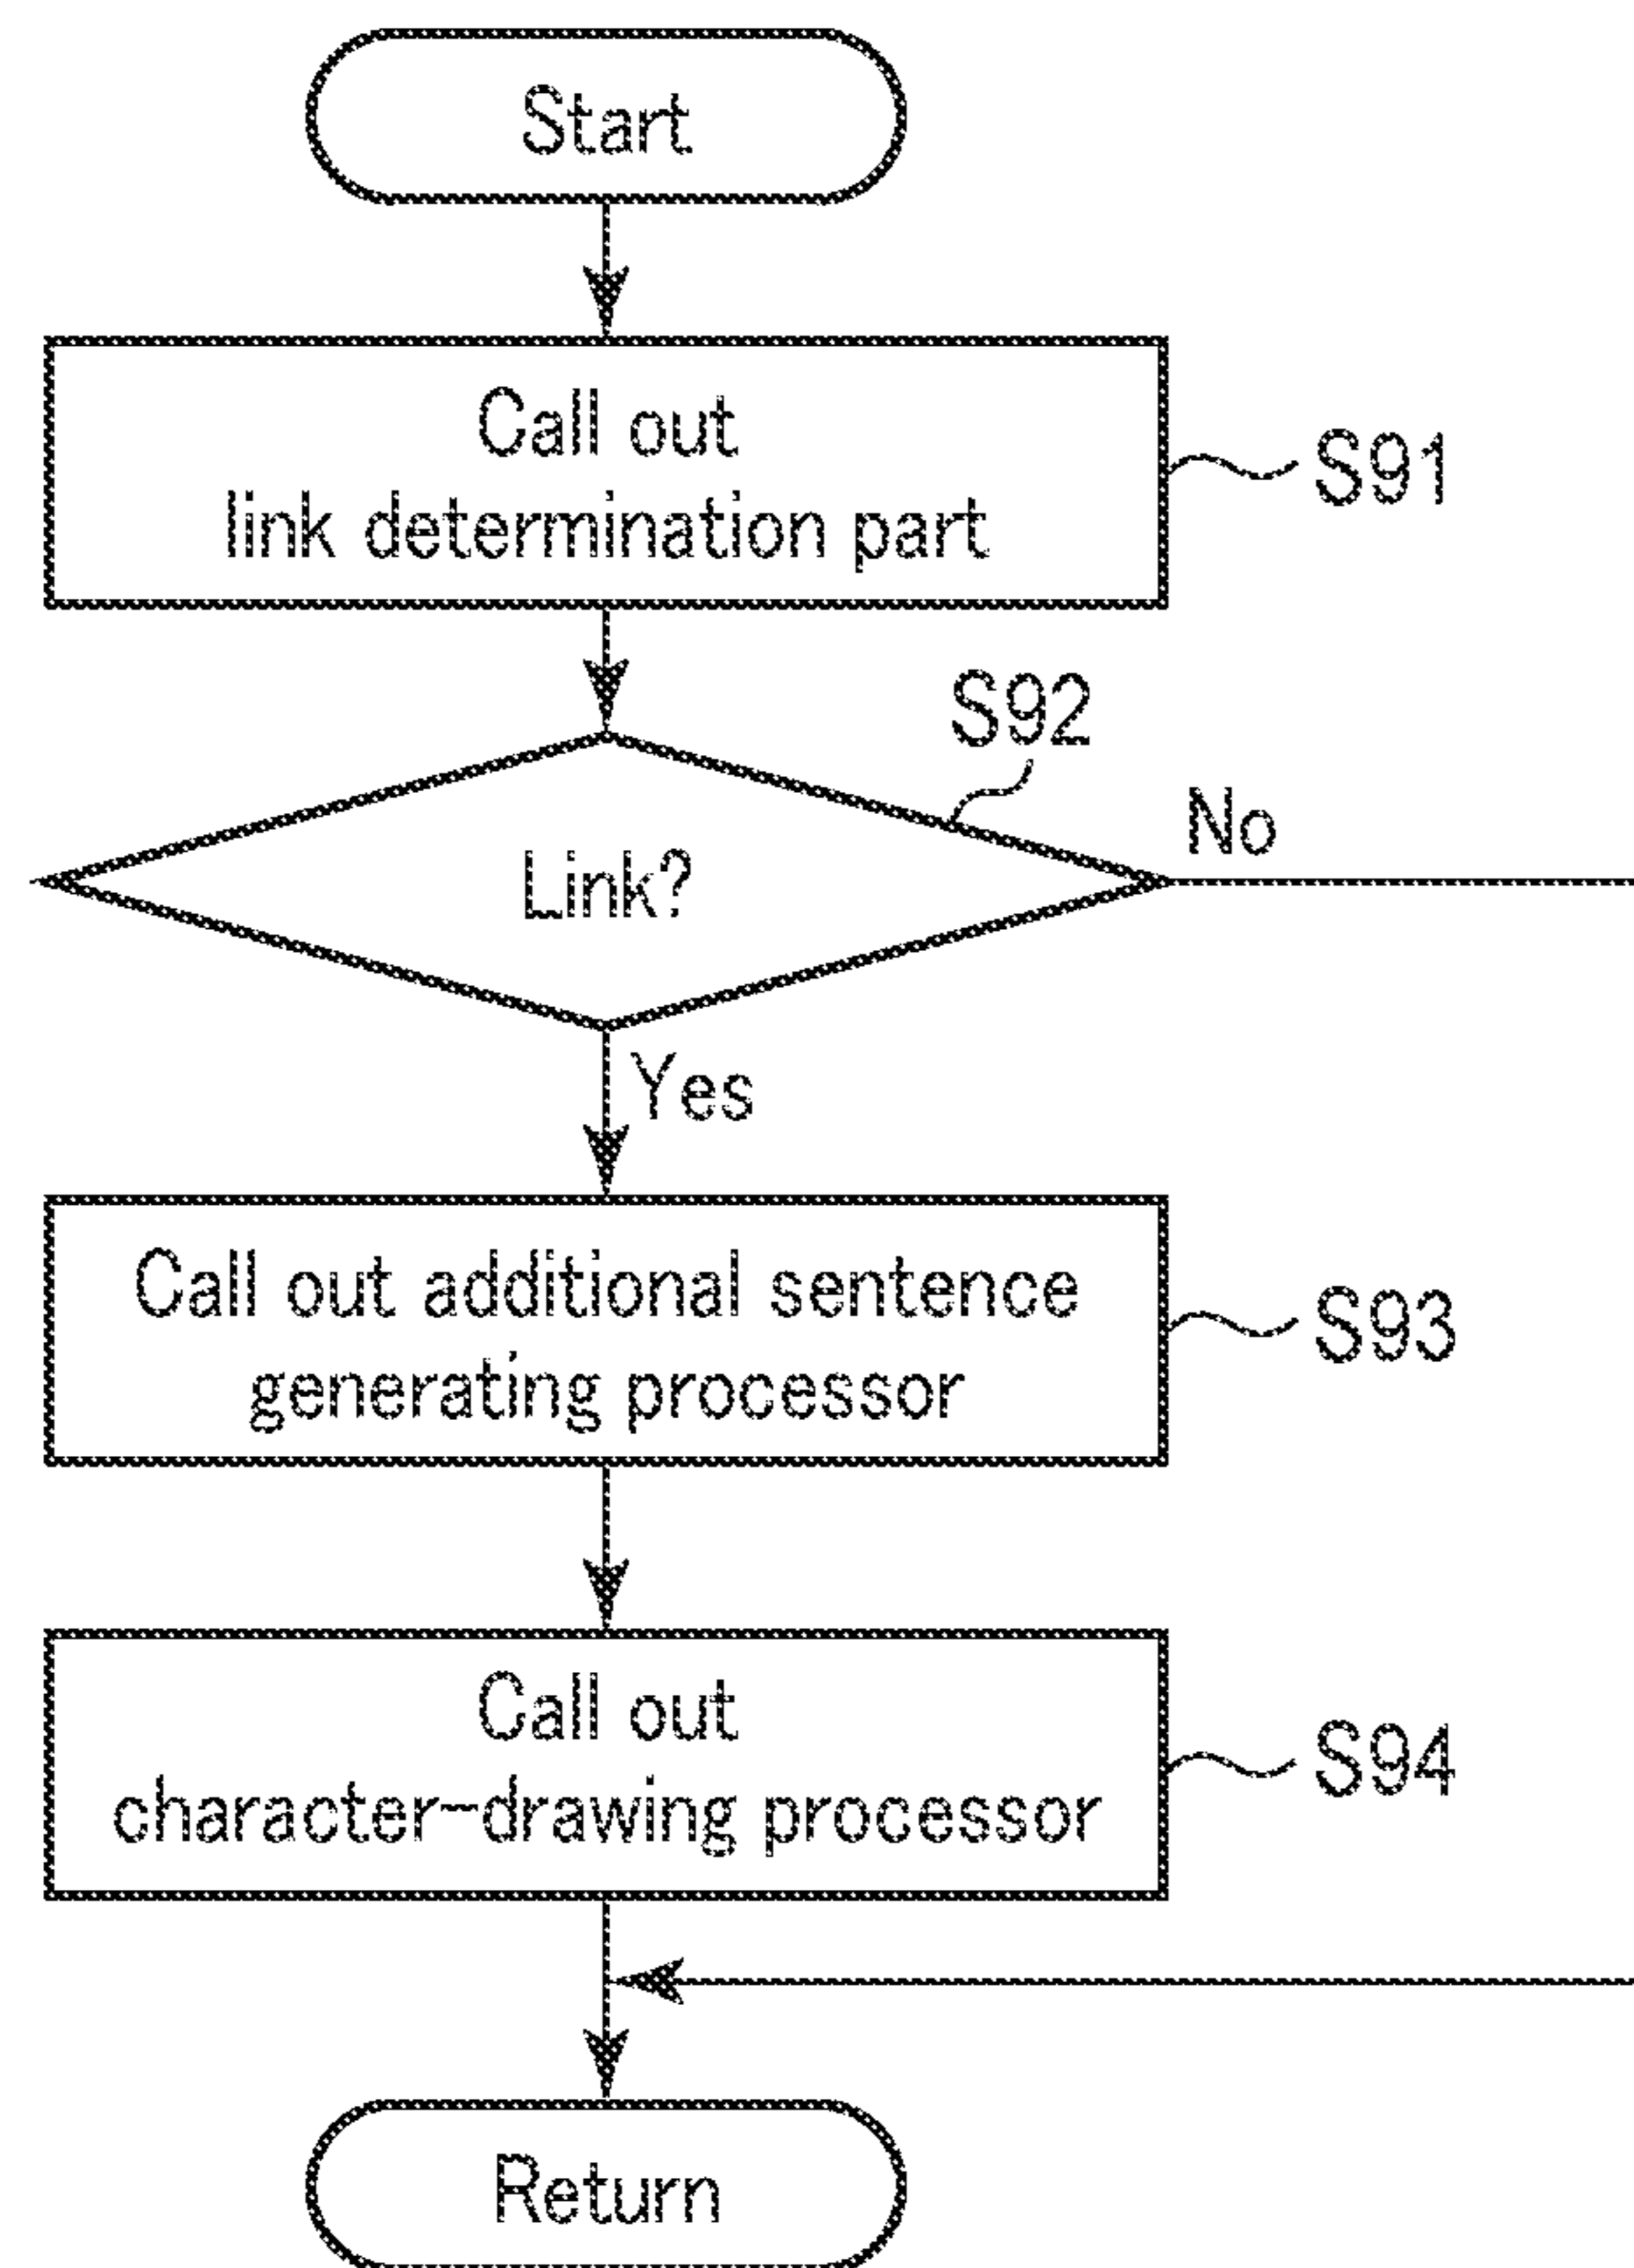 Start
Call out
link determination part
S91
S92
Link?
No
Yes
Call out additional sentence
generating processor
S93
Call out
character-drawing processor
S94
Return